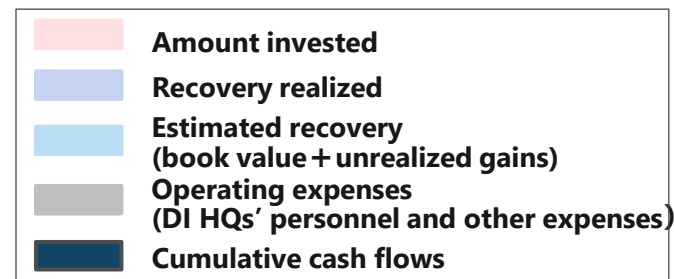 Amount invested
Recovery realized
Estimated recovery
(book value＋unrealized gains)
Operating expenses
(DI HQs’ personnel and other expenses)
Cumulative cash flows